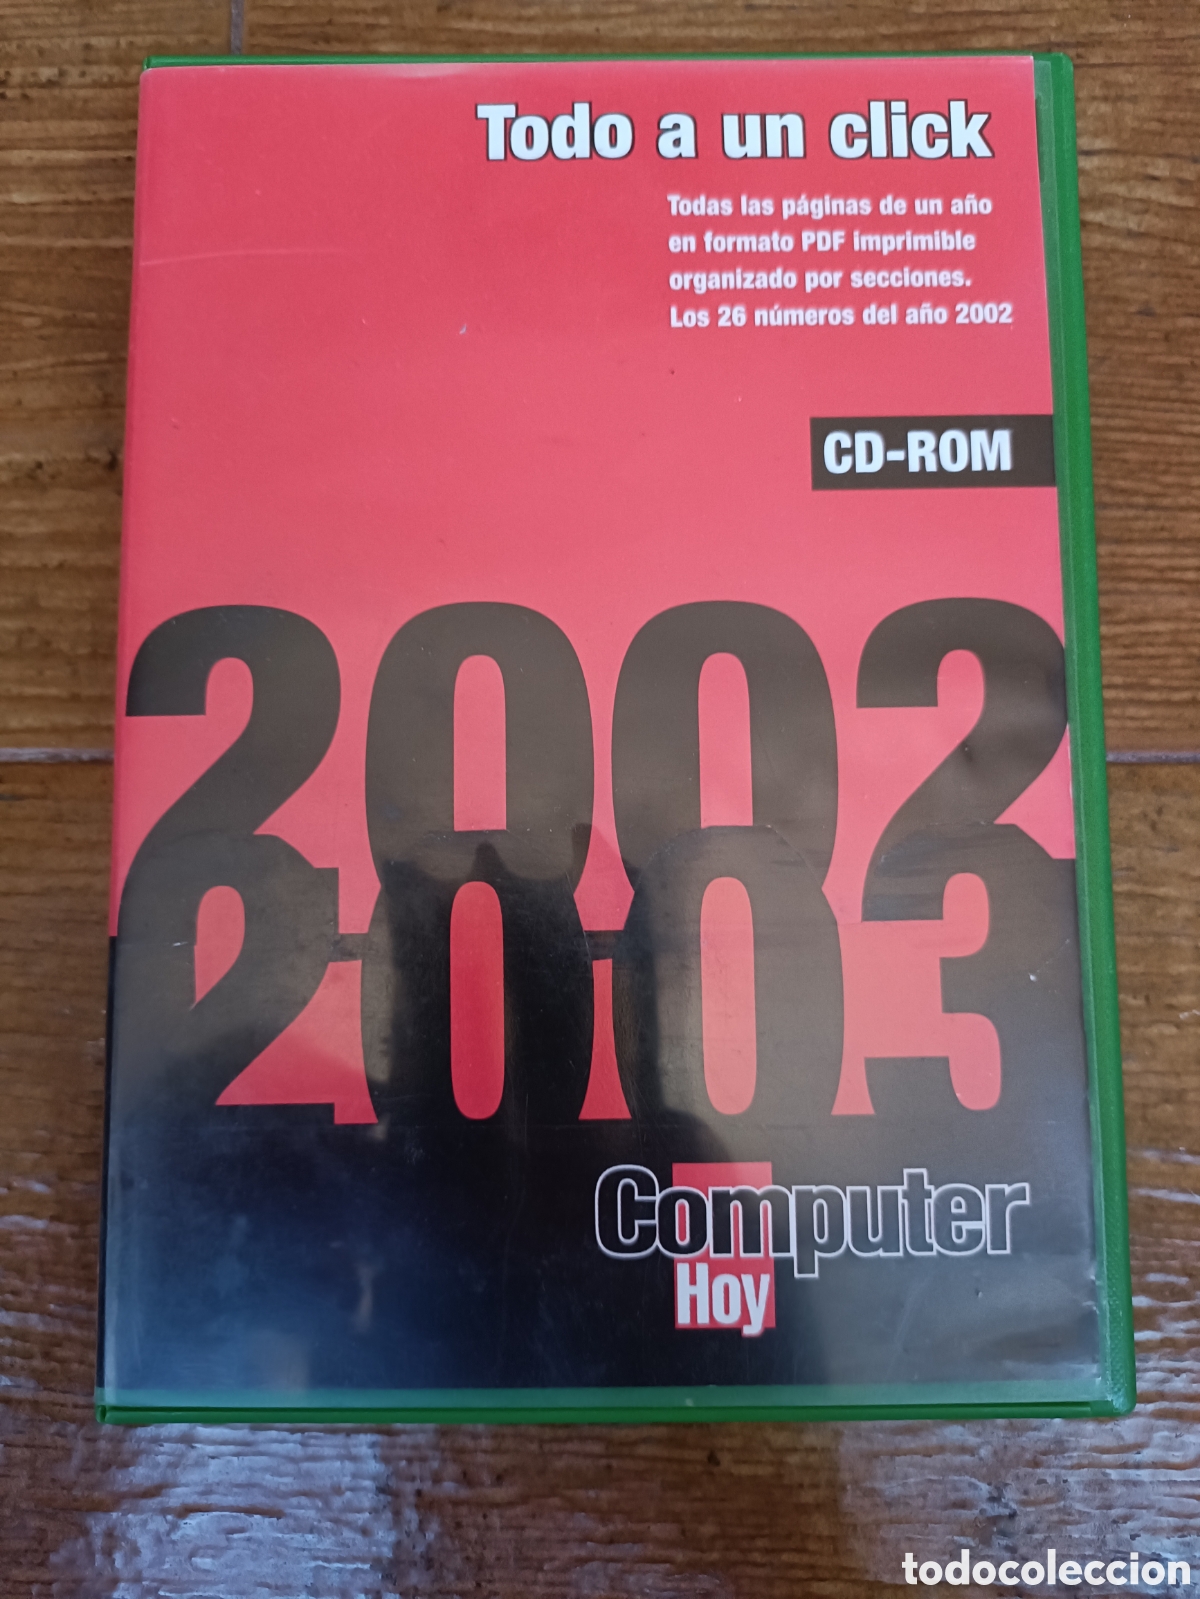 Todo a un click
Todas las páginas de un año
en formato PDF imprimible
organizado por secciones.
Los 26 números del año 2002
CD-ROM
2002
2003
Computer
Hoy
todocoleccion